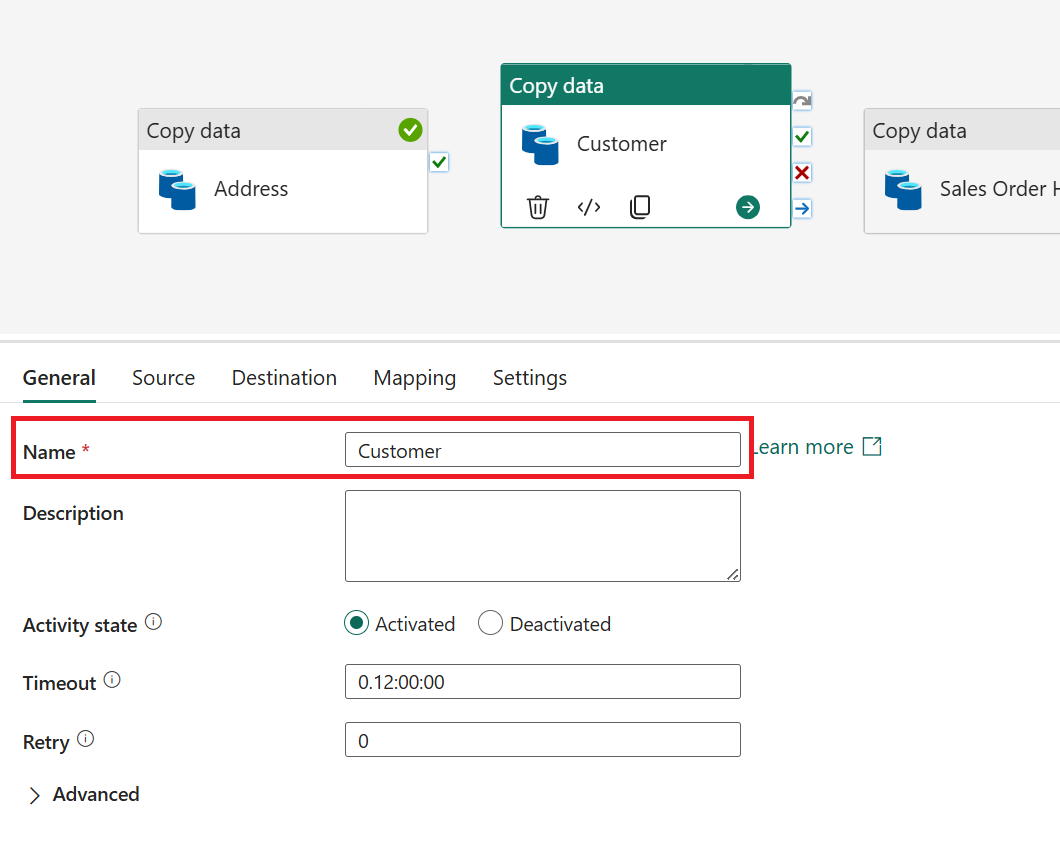 Copy data
Address
Copy data
Customer
Copy data
Sales Order H
General Source Destination Mapping Settings
Name * Customer Learn more
Description
Activity state Activated Deactivated
Timeout 0.12:00:00
Retry 0
Advanced